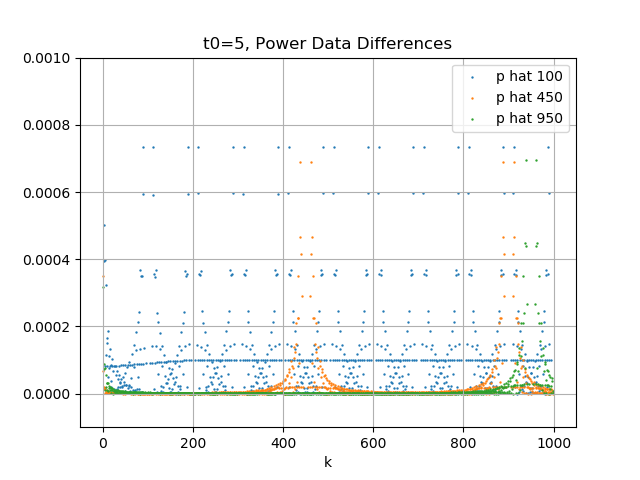 t0=5, Power Data Differences
p hat 100
p hat 450
p hat 950
0.0010
0.0008
0.0006
0.0004
0.0002
0.0000
0 200 400 600 800 1000
k